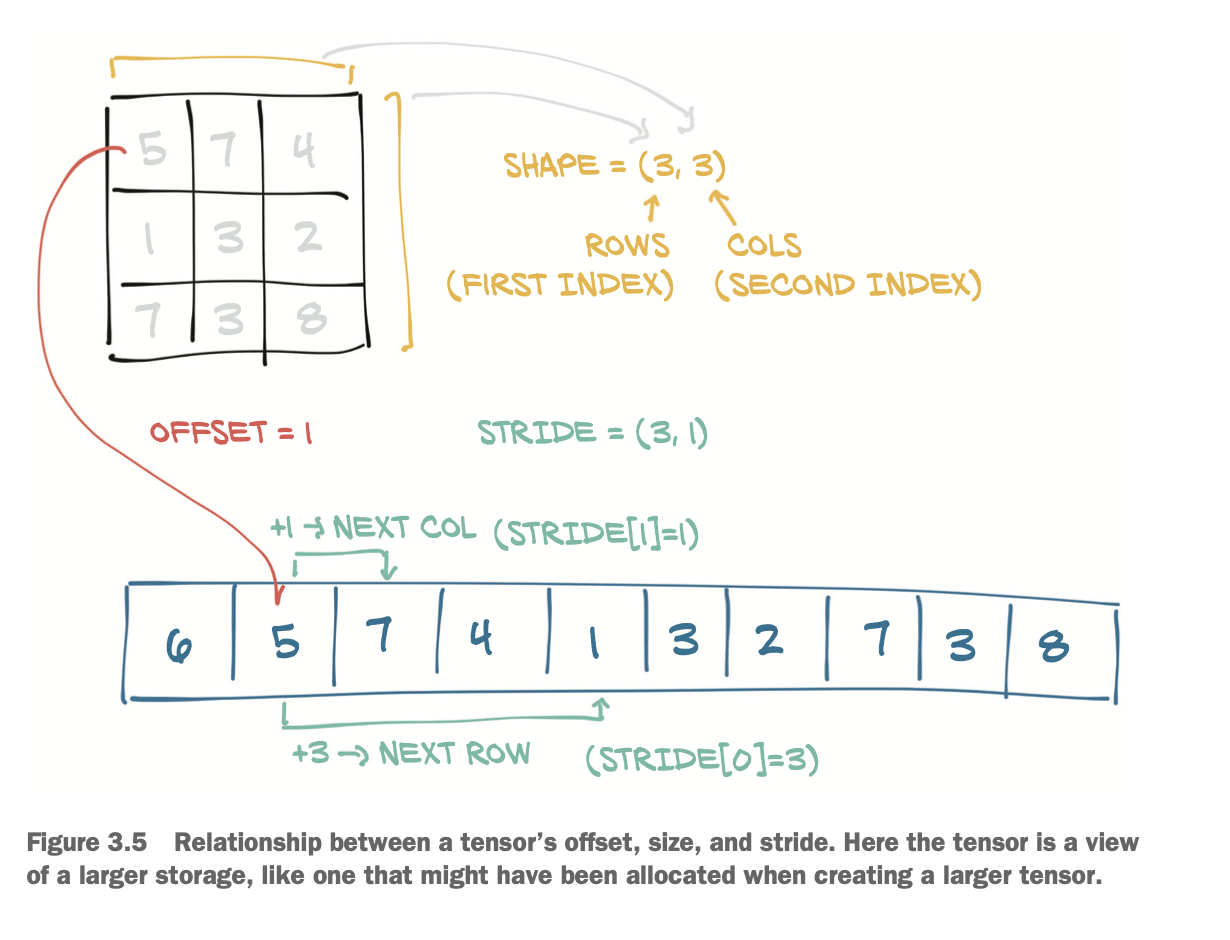 5 7 4
SHAPE = (3, 3)
1 3 2
ROWS COLS
(FIRST INDEX) (SECOND INDEX)
7 3 8
OFFSET = 1
STRIDE = (3, 1)
+1 → NEXT COL (STRIDE[1]=1)
6 5 7 4 1 3 2 7 3 8
+3 → NEXT ROW (STRIDE[0]=3)
Figure 3.5 Relationship between a tensor’s offset, size, and stride. Here the tensor is a view
of a larger storage, like one that might have been allocated when creating a larger tensor.